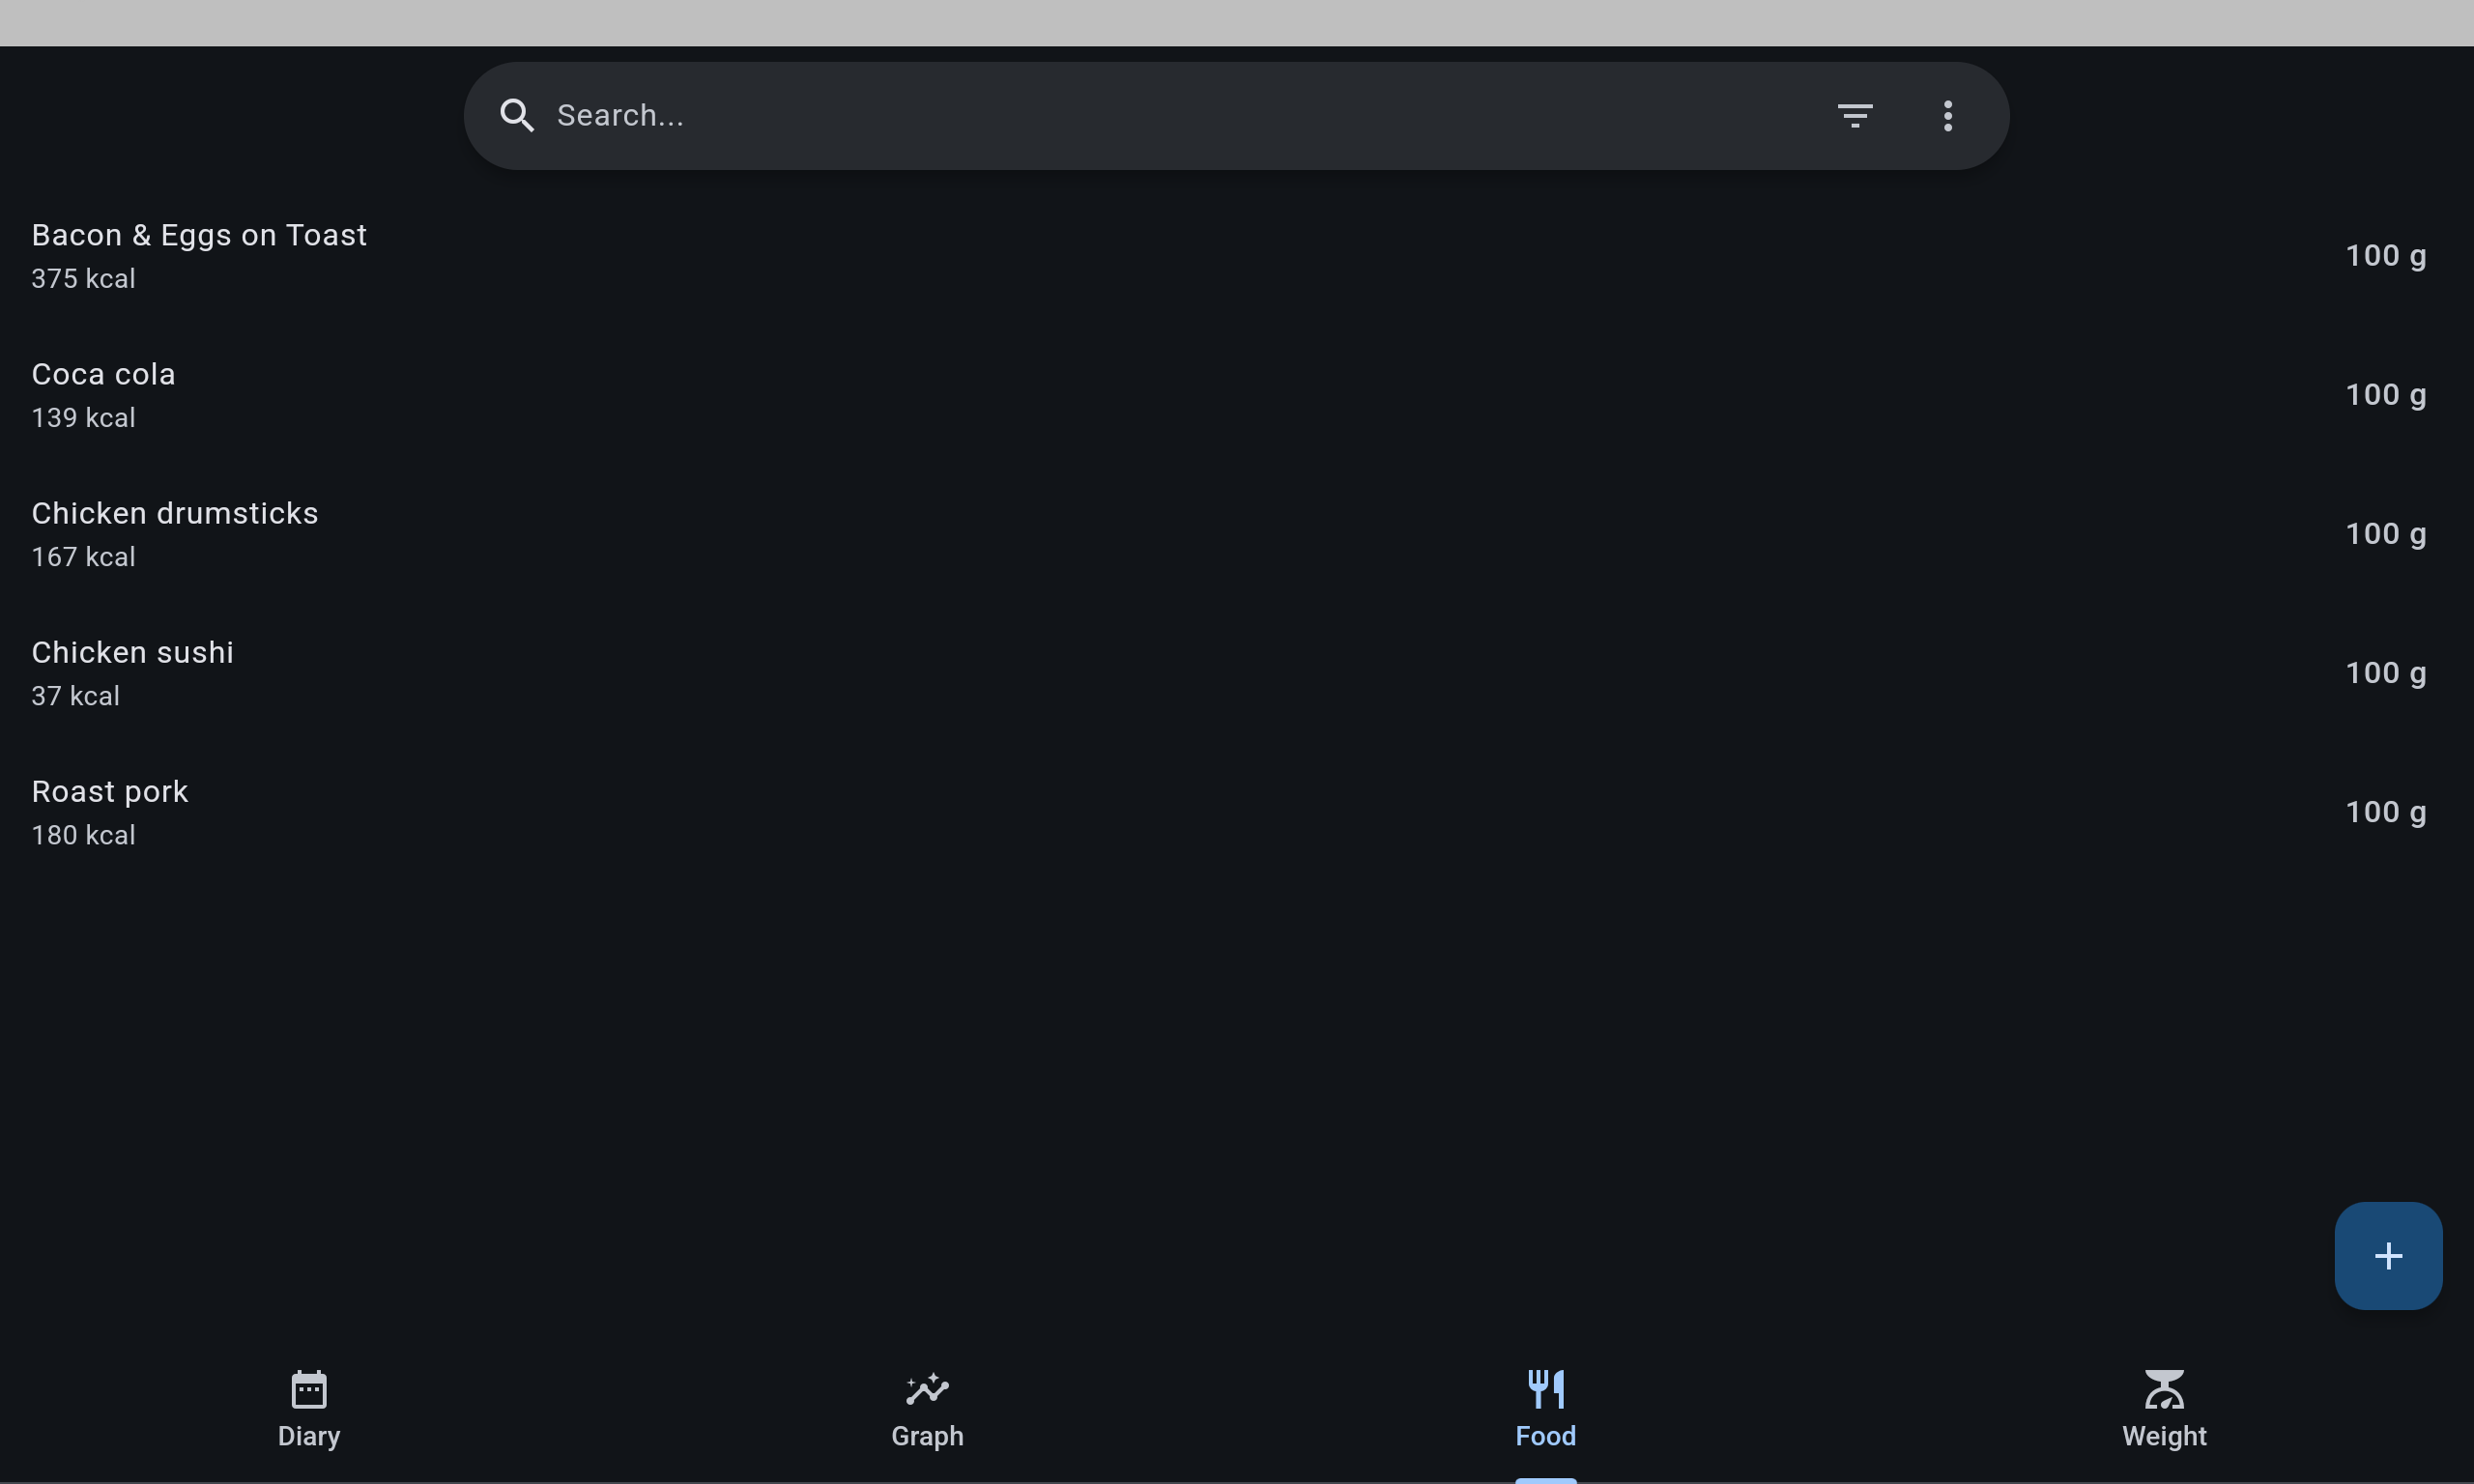 Search...
Bacon & Eggs on Toast
375 kcal
100 g
Coca cola
139 kcal
100 g
Chicken drumsticks
167 kcal
100 g
Chicken sushi
37 kcal
100 g
Roast pork
180 kcal
100 g
Diary
Graph
Food
Weight